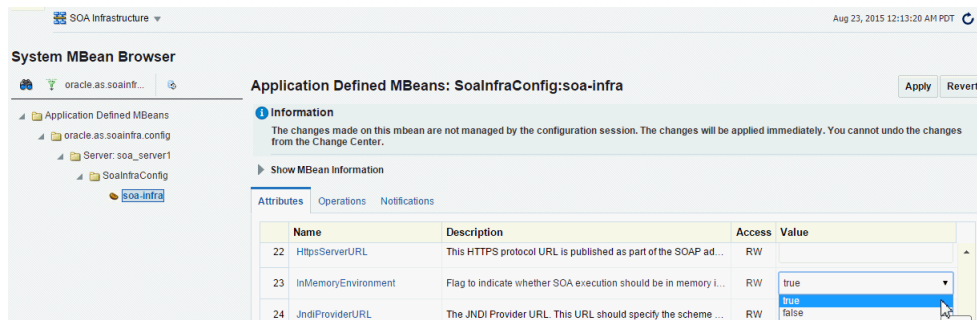 SOA Infrastructure
Aug 23, 2015 12:13:20 AM PDT
System MBean Browser
oracle.as.soainfr...
Application Defined MBeans
oracle.as.soainfra.config
Server: soa_server1
SoaInfraConfig
soa-infra
Application Defined MBeans: SoaInfraConfig:soa-infra
Apply Revert
Information
The changes made on this mbean are not managed by the configuration session. The changes will be applied immediately. You cannot undo the changes
from the Change Center.
Show MBean Information
Attributes Operations Notifications
Name Description Access Value
22 HttpsServerURL This HTTPS protocol URL is published as part of the SOAP ad... RW
23 InMemoryEnvironment Flag to indicate whether SOA execution should be in memory i... RW true
true
false
24 JndiProviderURL The JNDI Provider URL. This URL should specify the scheme ... RW